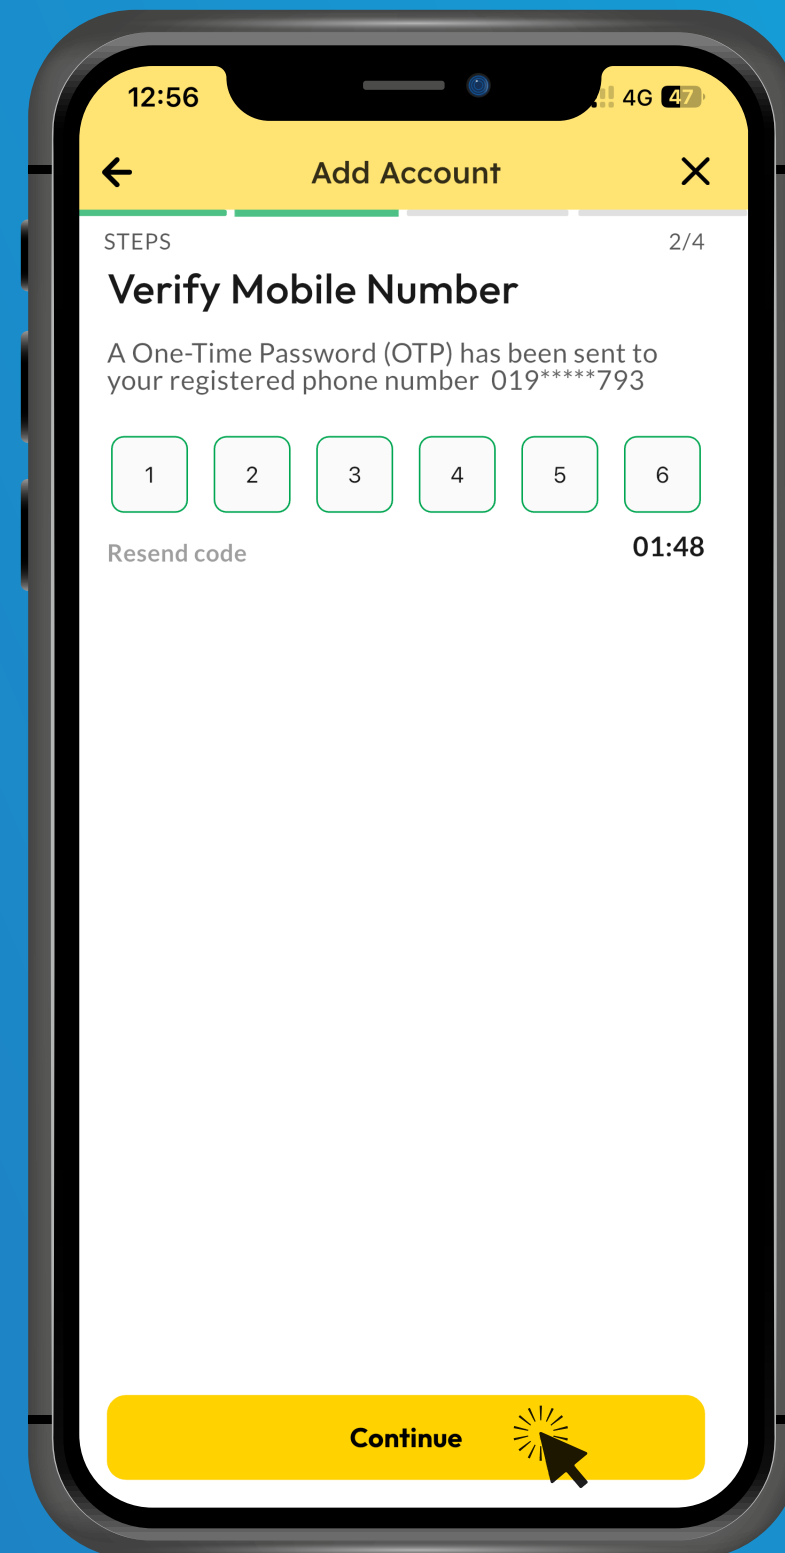 12:56 4G 47
Add Account
STEPS 2/4
Verify Mobile Number
A One-Time Password (OTP) has been sent to
your registered phone number 019*****793
1 2 3 4 5 6
Resend code 01:48
Continue